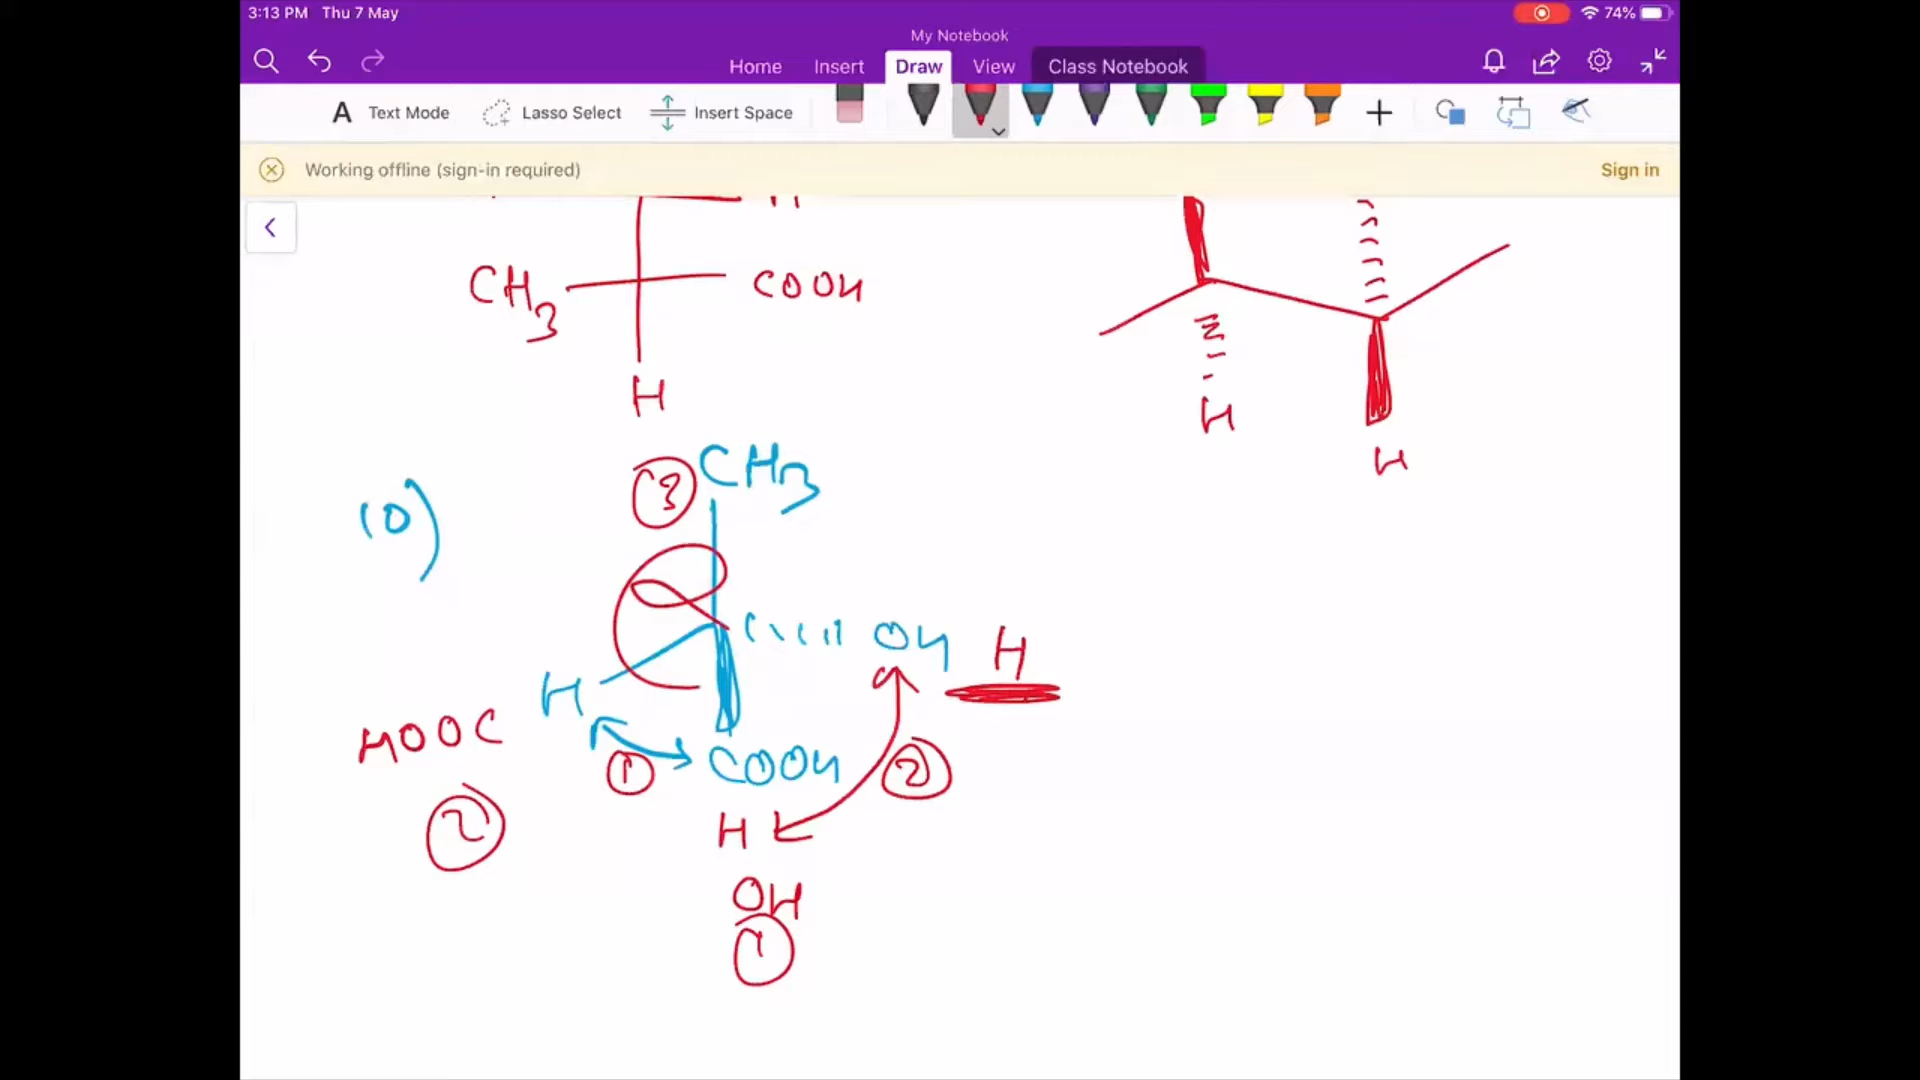 3:13 PM Thu 7 May
74%
My Notebook
Home Insert Draw View Class Notebook
A Text Mode Lasso Select Insert Space
Working offline (sign-in required) Sign in
CH3 COOH
H
H
H
10)
3 CH3
OH H
H
HOOC
1 COOH 2
2
H
OH
1